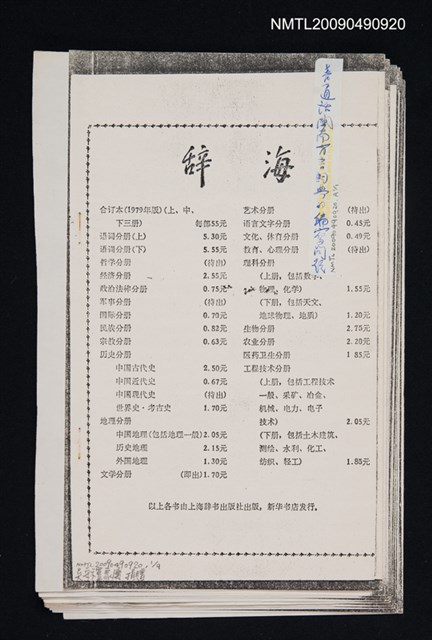 NMTL20090490920
辞 海
合订本(1979年版)(上、中、
下三册) 每部55元
语词分册(上) 5.30元
语词分册(下) 5.55元
哲学分册 (待出)
经济分册 2.55元
政治法律分册 0.75元
军事分册 (待出)
国际分册 0.70元
民族分册 0.82元
宗教分册 0.63元
历史分册
中国古代史 2.50元
中国近代史 0.67元
中国现代史 (待出)
世界史·考古史 1.70元
地理分册
中国地理(包括地理一般)2.05元
历史地理 2.15元
外国地理 1.30元
文学分册 (即出)1.70元
艺术分册 (待出)
语言文字分册 0.45元
文化、体育分册 0.49元
教育、心理分册 (待出)
理科分册
(上册,包括数学、
物理、化学) 1.55元
(下册,包括天文、
地球物理、地质) 1.20元
生物分册 2.75元
农业分册 2.20元
医药卫生分册 1.85元
工程技术分册
(上册,包括工程技术
一般、采矿、冶金、
机械、电力、电子
技术) 2.05元
(下册,包括土木建筑、
测绘、水利、化工、
纺织、轻工) 1.85元
以上各书由上海辞书出版社出版,新华书店发行。